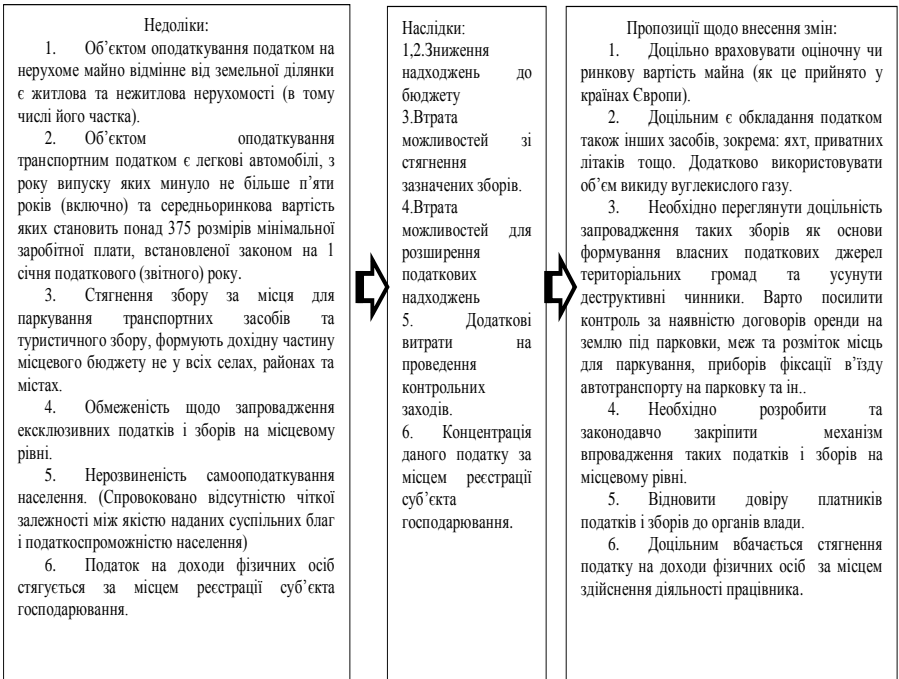 Недоліки:
1. Об’єктом оподаткування податком на
нерухоме майно відмінне від земельної ділянки
є житлова та нежитлова нерухомості (в тому
числі його частка).
2. Об’єктом оподаткування
транспортним податком є легкові автомобілі, з
року випуску яких минуло не більше п’яти
років (включно) та середньоринкова вартість
яких становить понад 375 розмірів мінімальної
заробітної плати, встановленої законом на 1
січня податкового (звітного) року.
3. Стягнення збору за місця для
паркування транспортних засобів та
туристичного збору, формують дохідну частину
місцевого бюджету не у всіх селах, районах та
містах.
4. Обмеженість щодо запровадження
ексклюзивних податків і зборів на місцевому
рівні.
5. Нерозвиненість самооподаткування
населення. (Спровоковано відсутністю чіткої
залежності між якістю наданих суспільних благ
і податкоспроможністю населення)
6. Податок на доходи фізичних осіб
стягується за місцем реєстрації суб’єкта
господарювання.
Наслідки:
1,2.Зниження
надходжень до
бюджету
3.Втрата
можливостей зі
стягнення
зазначених зборів.
4.Втрата
можливостей для
розширення
податкових
надходжень
5. Додаткові
витрати на
проведення
контрольних
заходів.
6. Концентрація
даного податку за
місцем реєстрації
суб’єкта
господарювання.
Пропозиції щодо внесення змін:
1. Доцільно враховувати оціночну чи
ринкову вартість майна (як це прийнято у
країнах Європи).
2. Доцільним є обкладання податком
також інших засобів, зокрема: яхт, приватних
літаків тощо. Додатково використовувати
об’єм викиду вуглекислого газу.
3. Необхідно переглянути доцільність
запровадження таких зборів як основи
формування власних податкових джерел
територіальних громад та усунути
деструктивні чинники. Варто посилити
контроль за наявністю договорів оренди на
землю під парковки, меж та розміток місць
для паркування, приборів фіксації в’їзду
автотранспорту на парковку та ін..
4. Необхідно розробити та
законодавчо закріпити механізм
впровадження таких податків і зборів на
місцевому рівні.
5. Відновити довіру платників
податків і зборів до органів влади.
6. Доцільним вбачається стягнення
податку на доходи фізичних осіб за місцем
здійснення діяльності працівника.